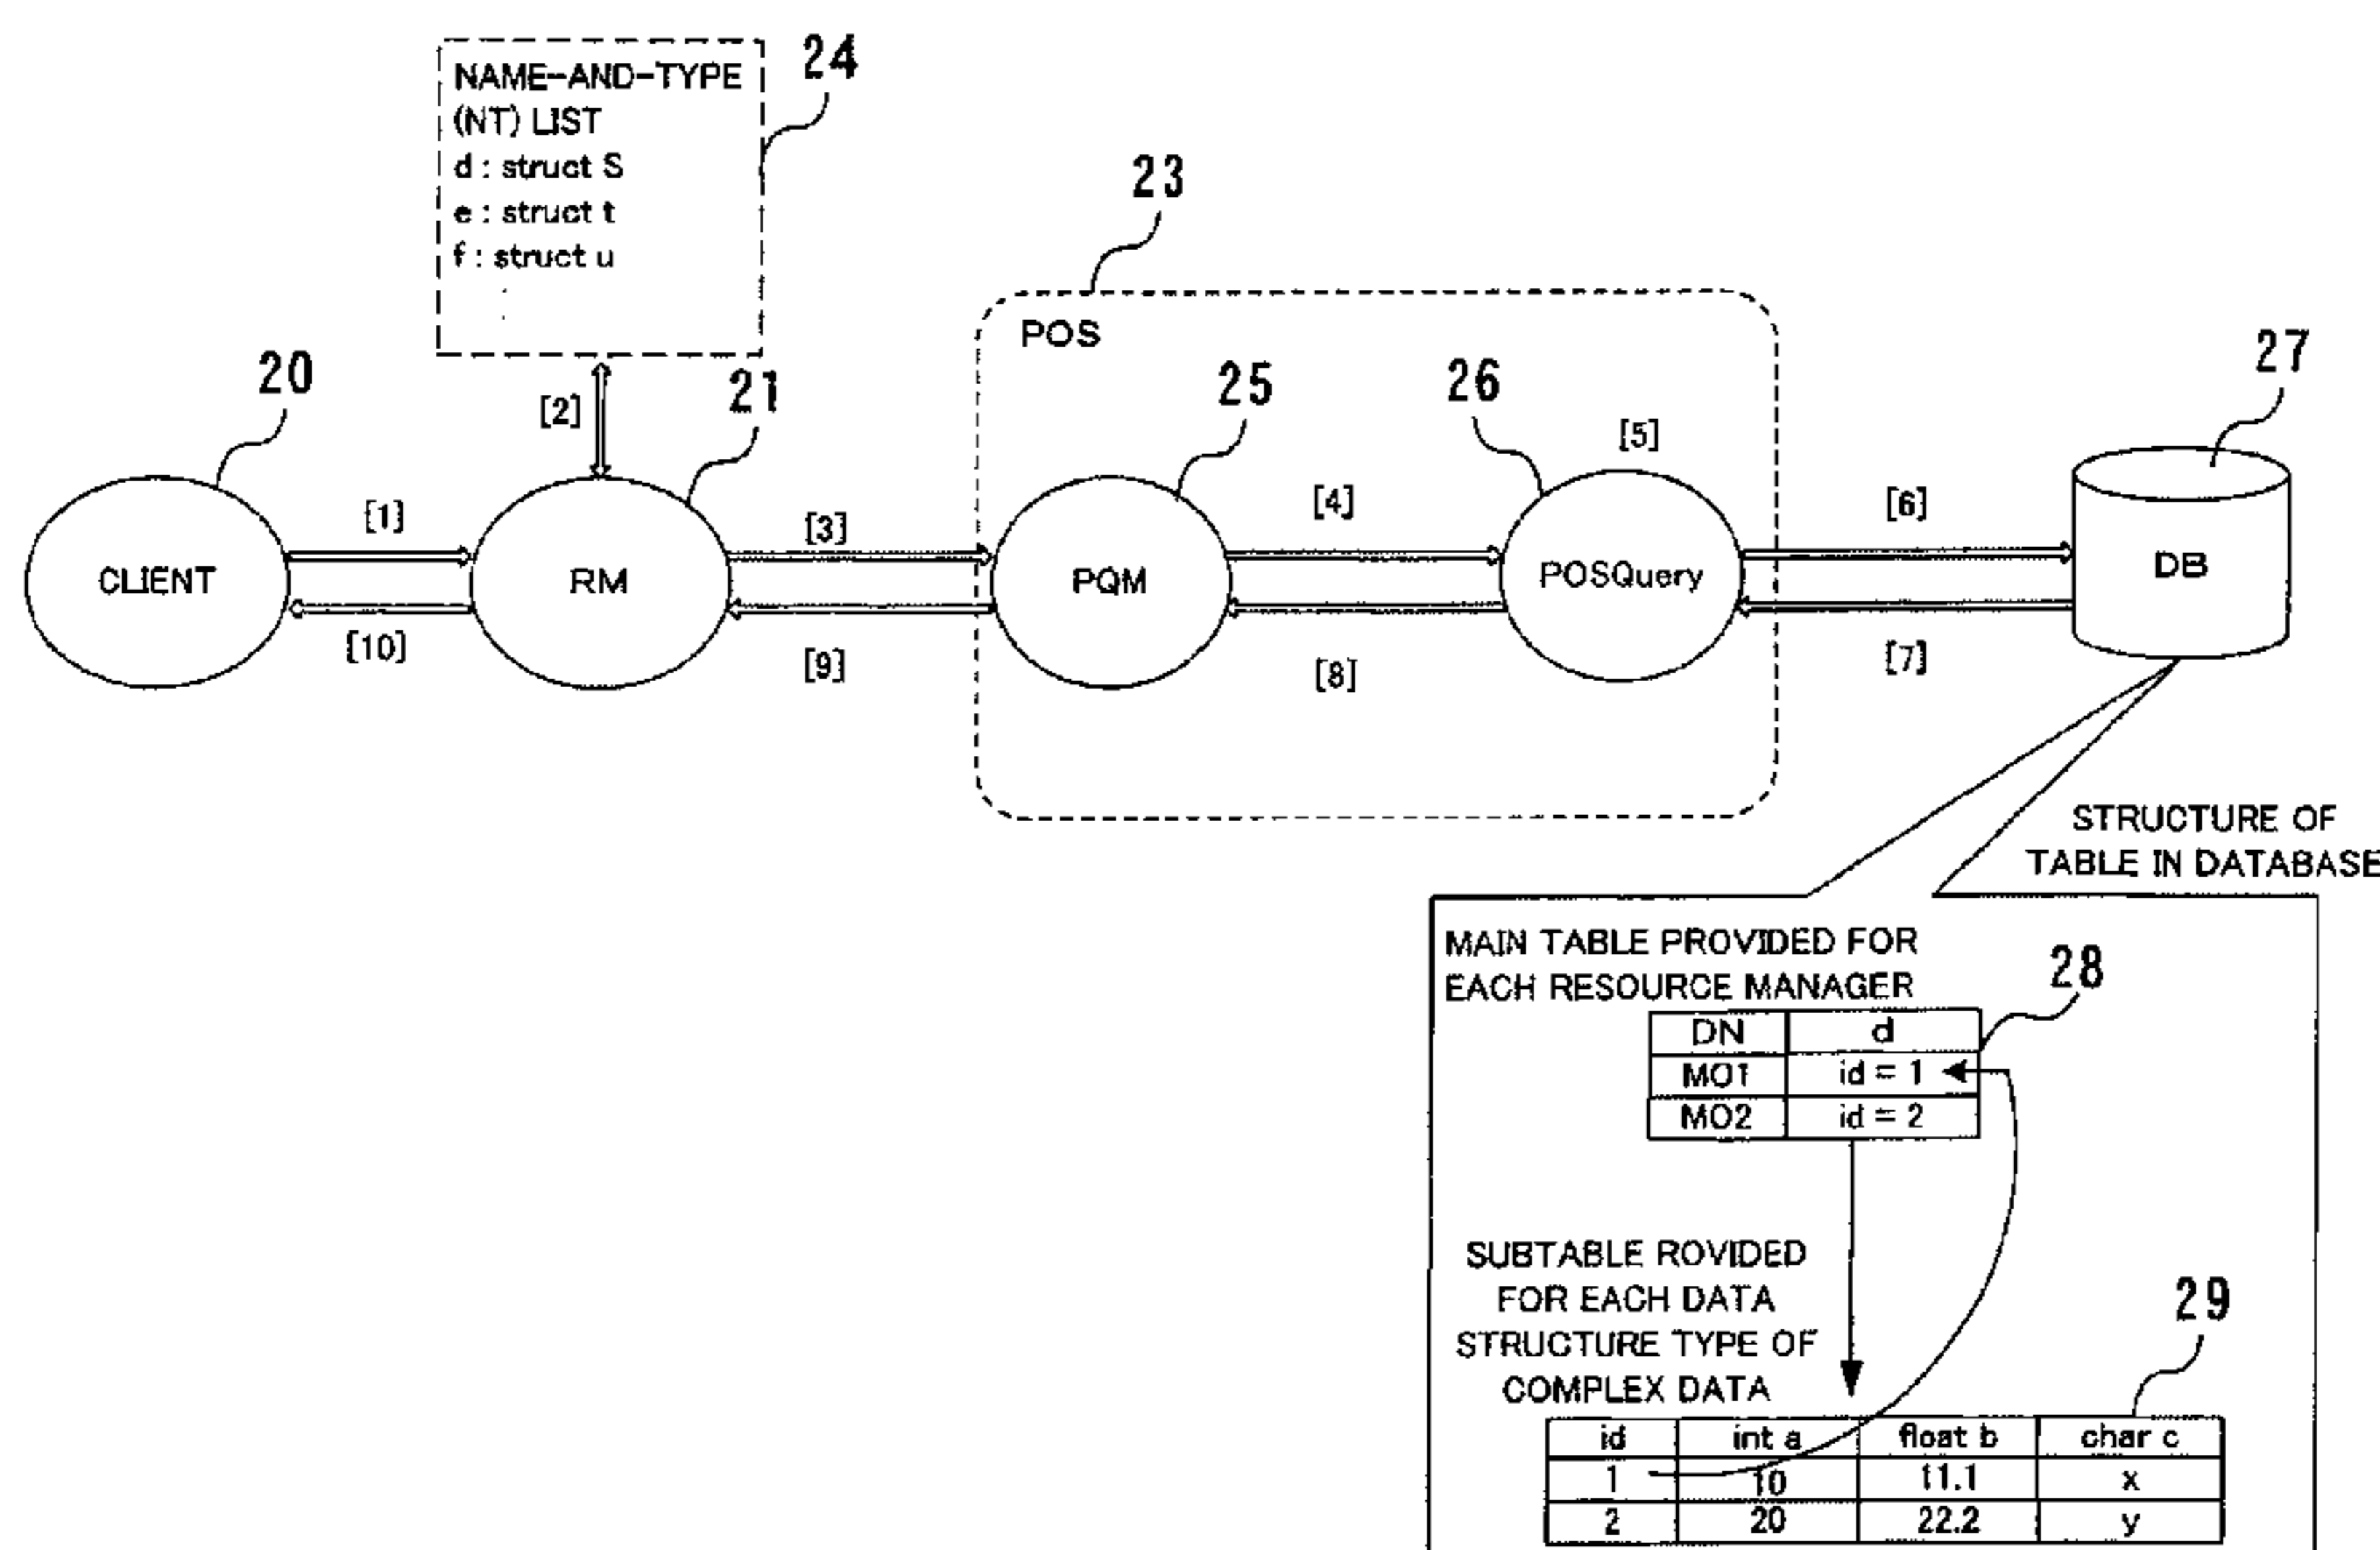 NAME-AND-TYPE
(NT) LIST
d : struct S
e : struct t
f : struct u
24
23
POS
20
[2]
21
25
26
[5]
27
[1]
[3]
[4]
[6]
CLIENT
RM
PQM
POSQuery
DB
[10]
[9]
[8]
[7]
STRUCTURE OF
TABLE IN DATABASE
MAIN TABLE PROVIDED FOR
EACH RESOURCE MANAGER
28
DN d
MO1 id = 1
MO2 id = 2
SUBTABLE ROVIDED
FOR EACH DATA
STRUCTURE TYPE OF
COMPLEX DATA
29
id int a float b char c
1 10 11.1 x
2 20 22.2 y